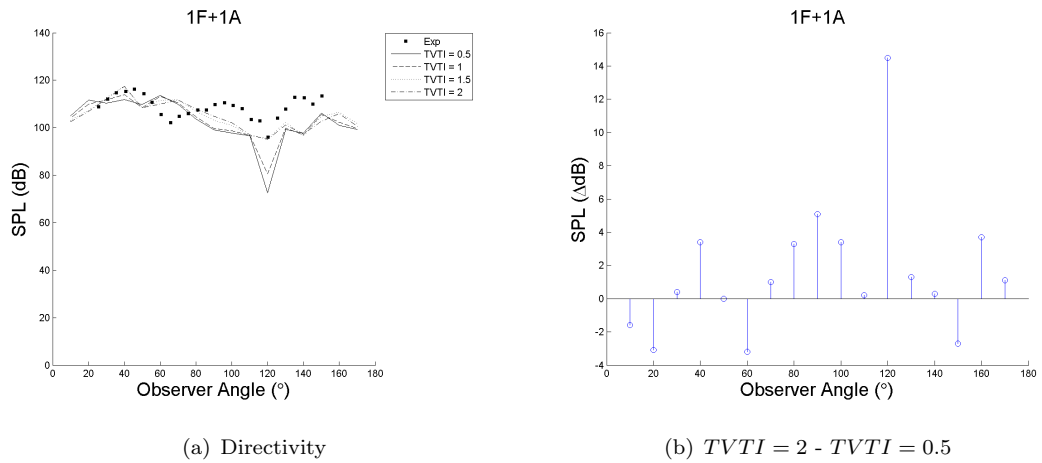 1F+1A
140
120
100
80
60
40
20
0
SPL (dB)
0 20 40 60 80 100 120 140 160 180
Observer Angle (°)
Exp
TVTI = 0.5
TVTI = 1
TVTI = 1.5
TVTI = 2
(a) Directivity
1F+1A
16
14
12
10
8
6
4
2
0
-2
-4
SPL (ΔdB)
0 20 40 60 80 100 120 140 160 180
Observer Angle (°)
(b) TVTI = 2 - TVTI = 0.5